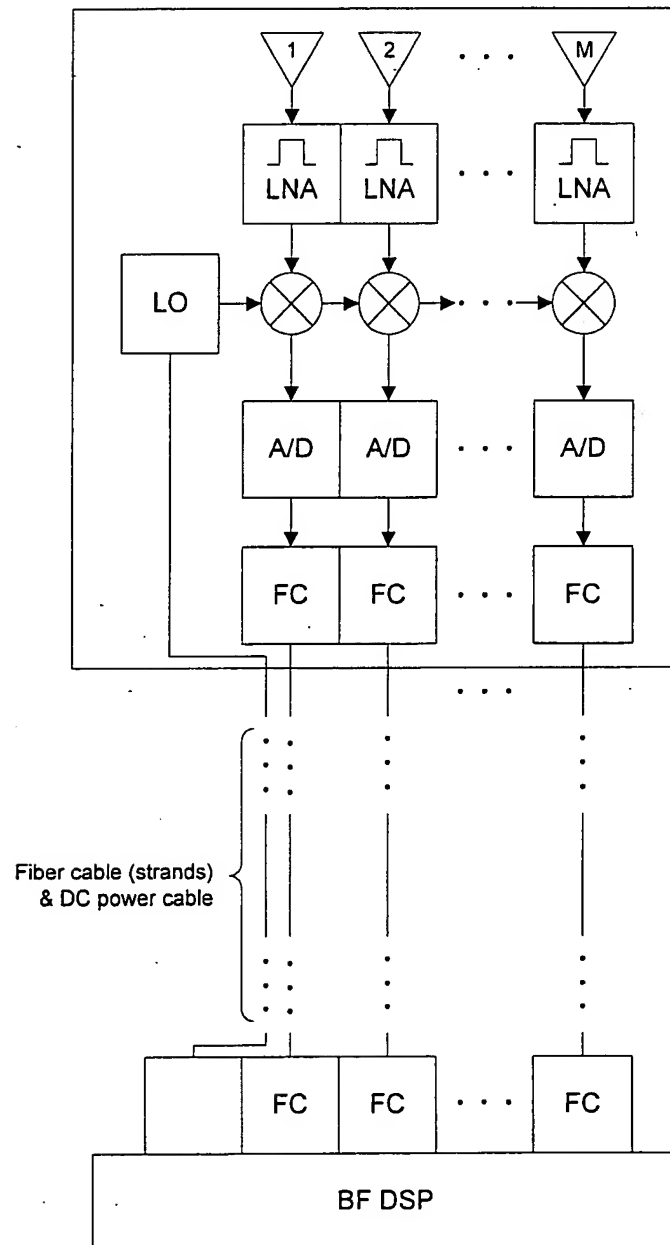 1 2 . . . M
LNA LNA . . . LNA
LO . . .
A/D A/D . . . A/D
FC FC . . . FC
. . .
Fiber cable (strands)
& DC power cable
FC FC . . . FC
BF DSP